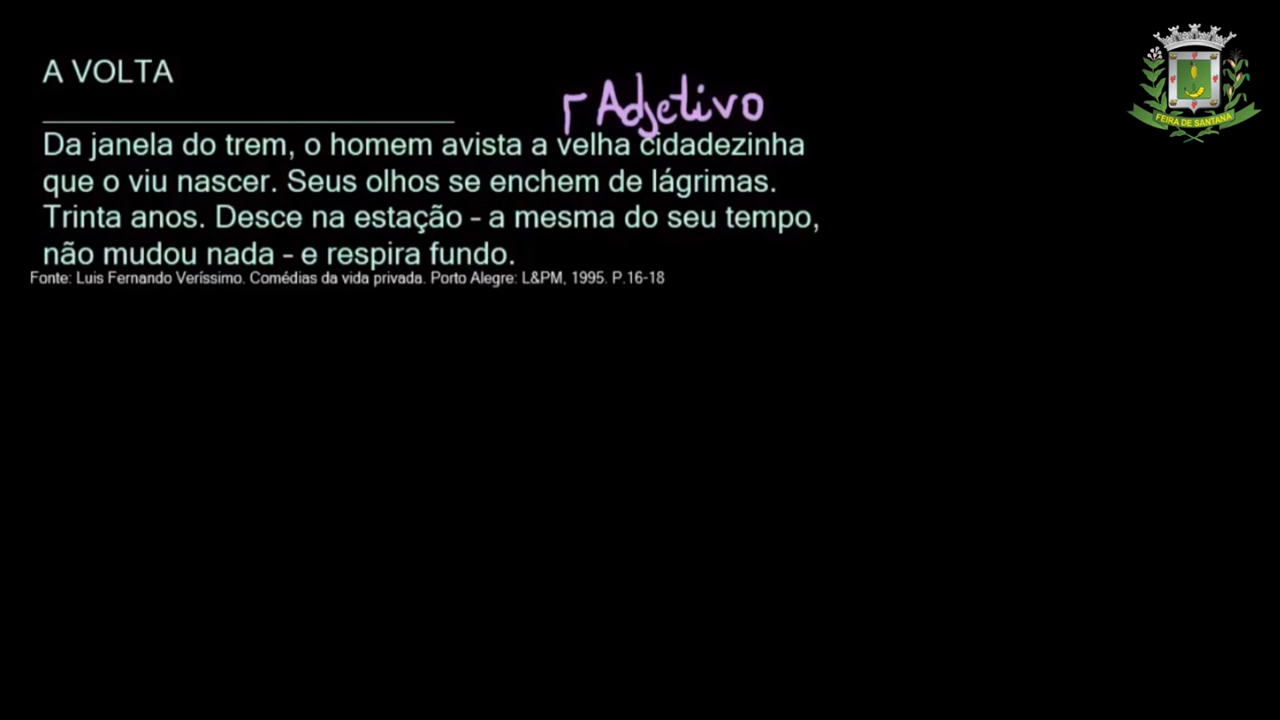 A VOLTA
Adjetivo
Da janela do trem, o homem avista a velha cidadezinha
que o viu nascer. Seus olhos se enchem de lágrimas.
Trinta anos. Desce na estação – a mesma do seu tempo,
não mudou nada – e respira fundo.
Fonte: Luis Fernando Veríssimo. Comédias da vida privada. Porto Alegre: L&PM, 1995. P.16-18
FEIRA DE SANTANA